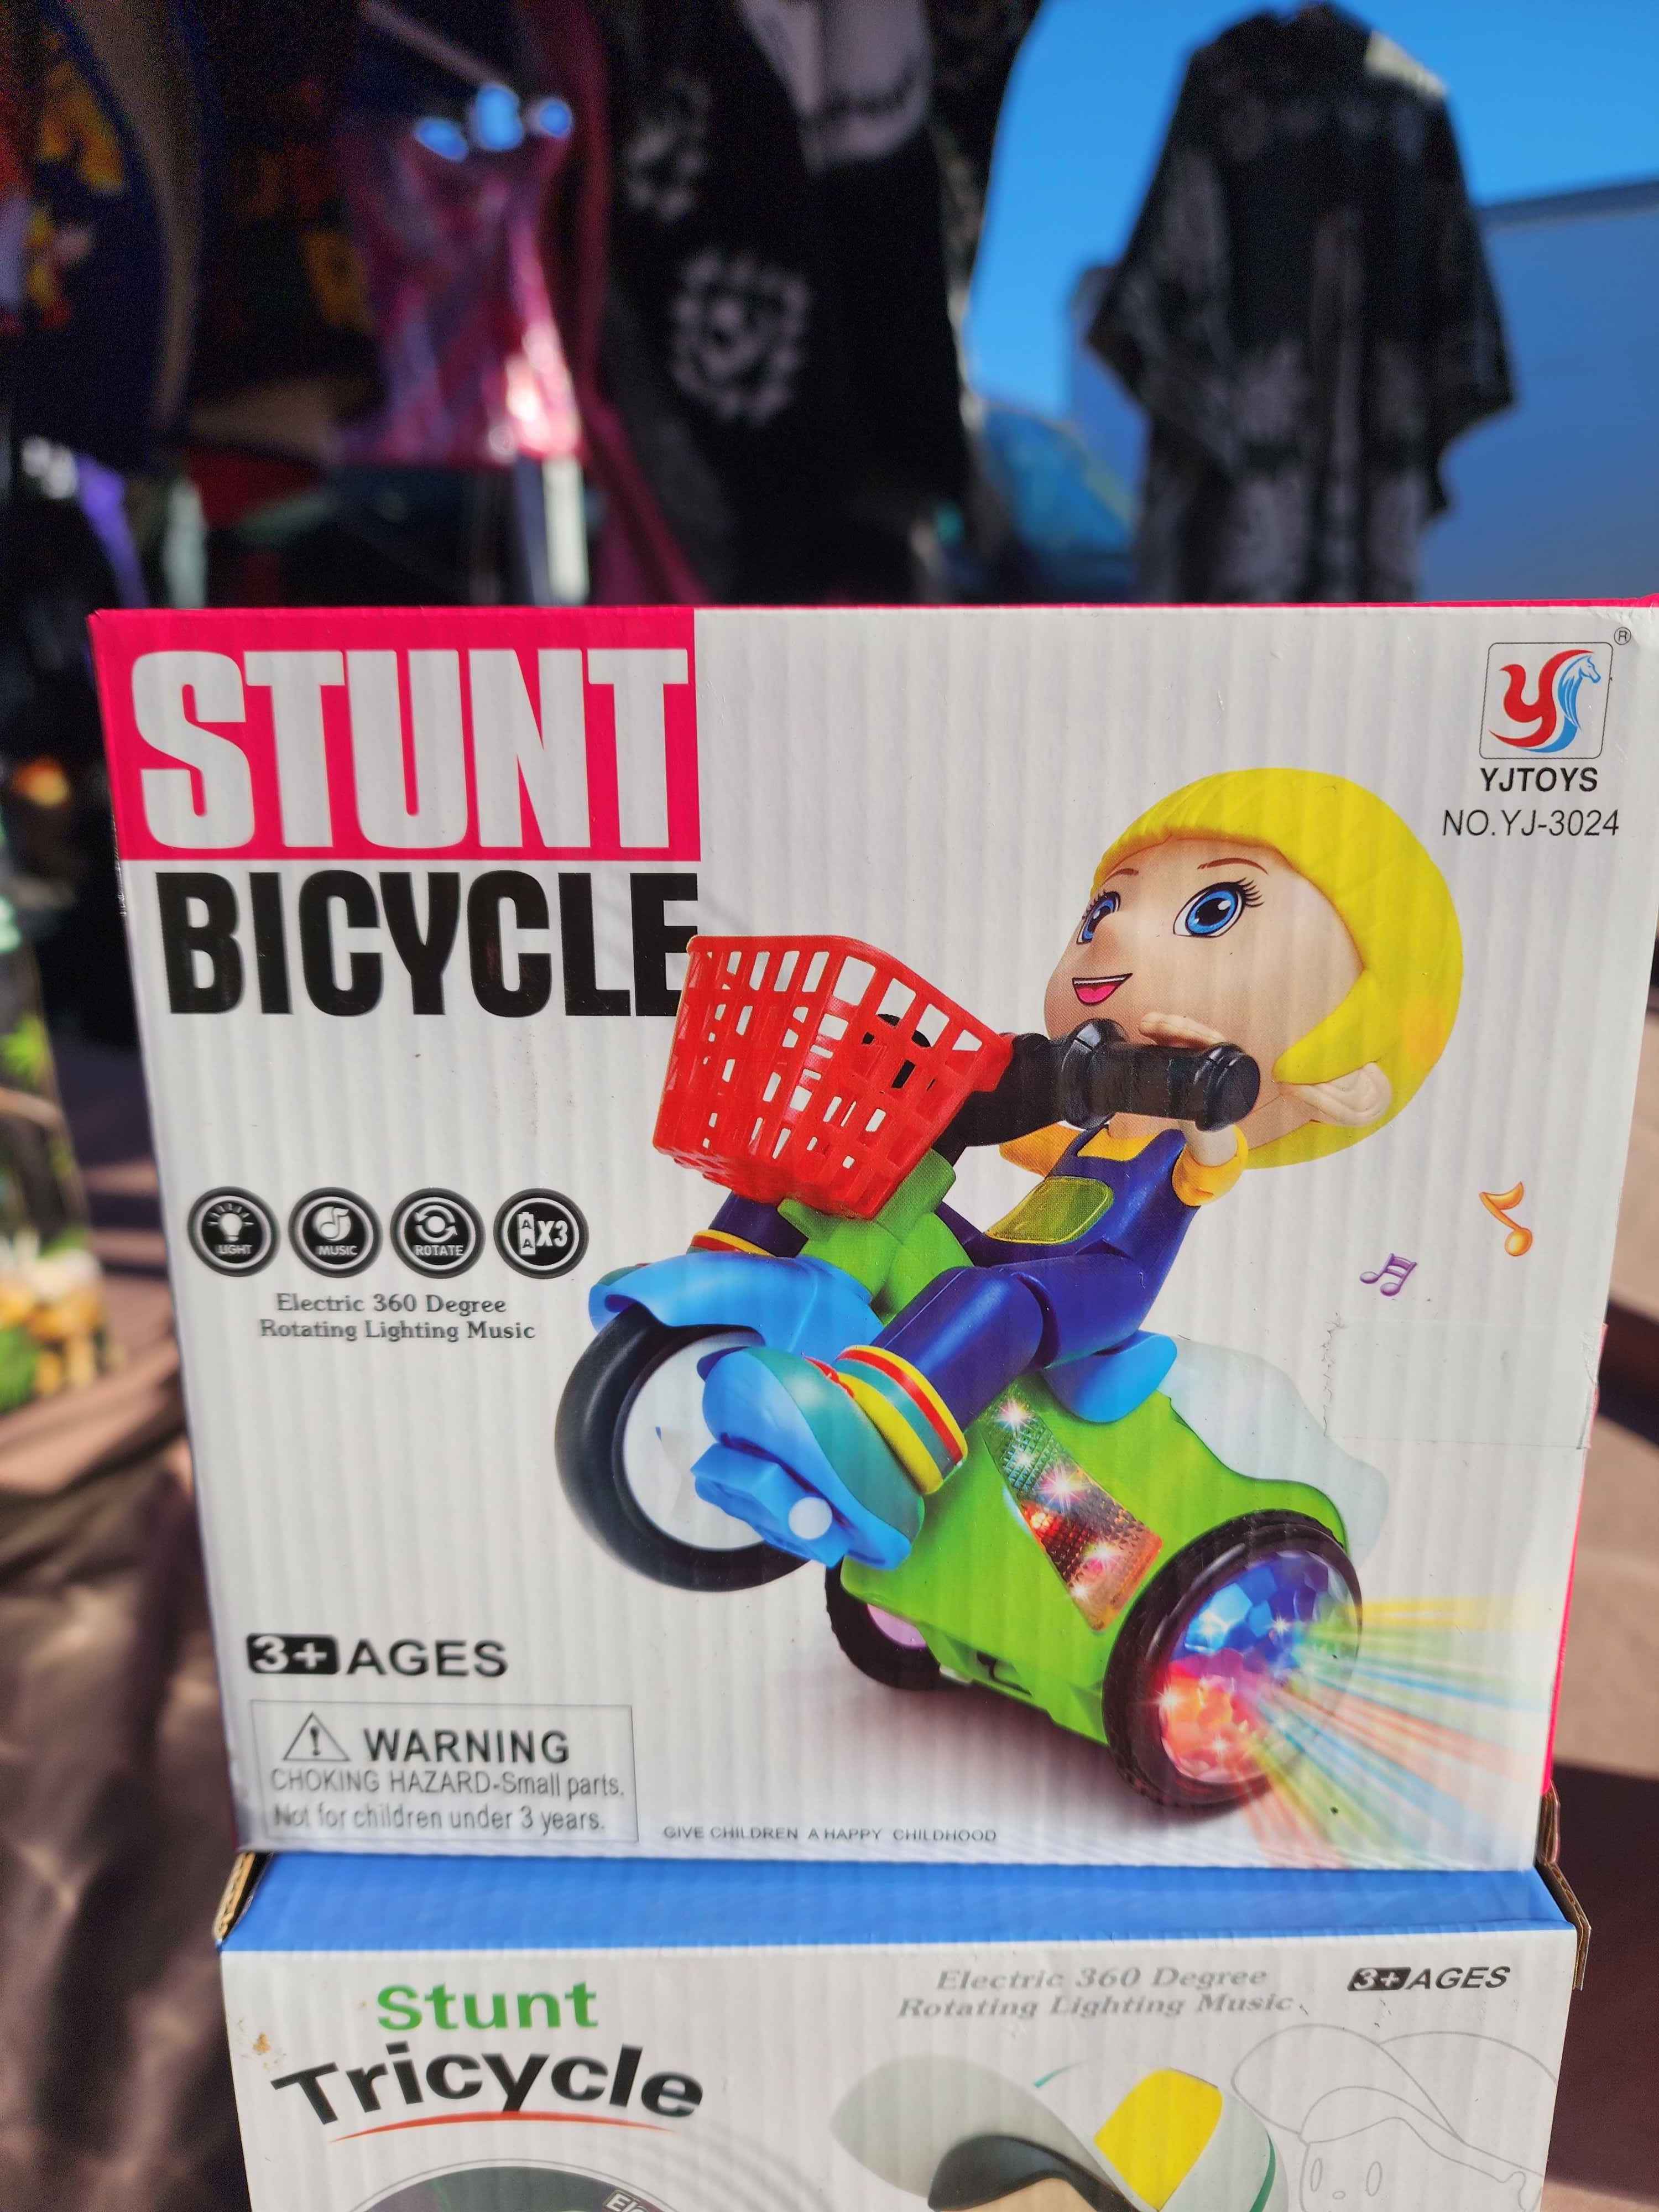 STUNT
BICYCLE
®
YJTOYS
NO.YJ-3024
LIGHT
MUSIC
ROTATE
AA X3
Electric 360 Degree
Rotating Lighting Music
3+ AGES
WARNING
CHOKING HAZARD-Small parts.
Not for children under 3 years.
GIVE CHILDREN A HAPPY CHILDHOOD
Stunt
Tricycle
Electric 360 Degree
Rotating Lighting Music
3+ AGES